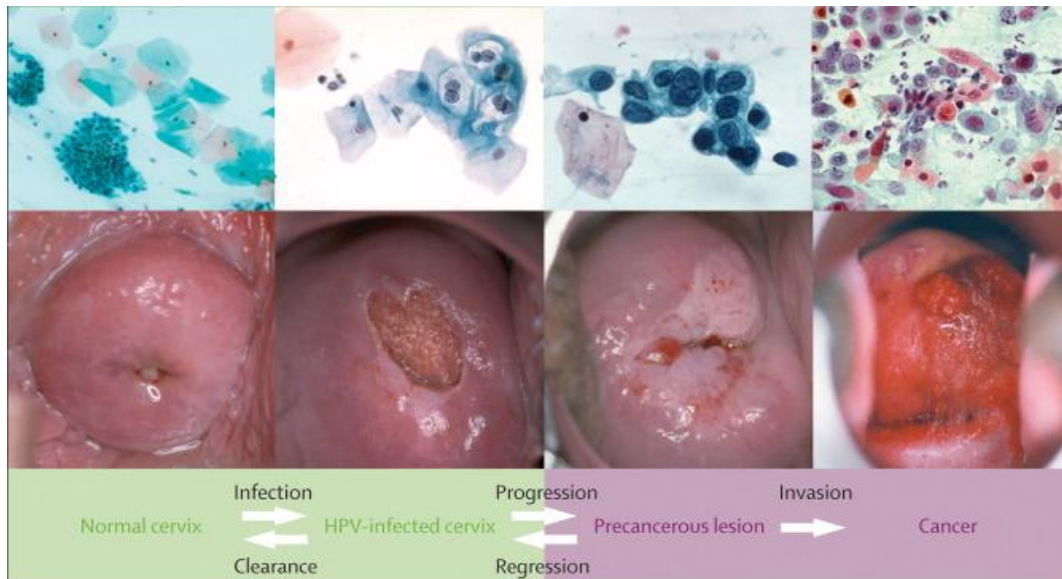 Infection
Progression
Invasion
Normal cervix
HPV-infected cervix
Precancerous lesion
Cancer
Clearance
Regression